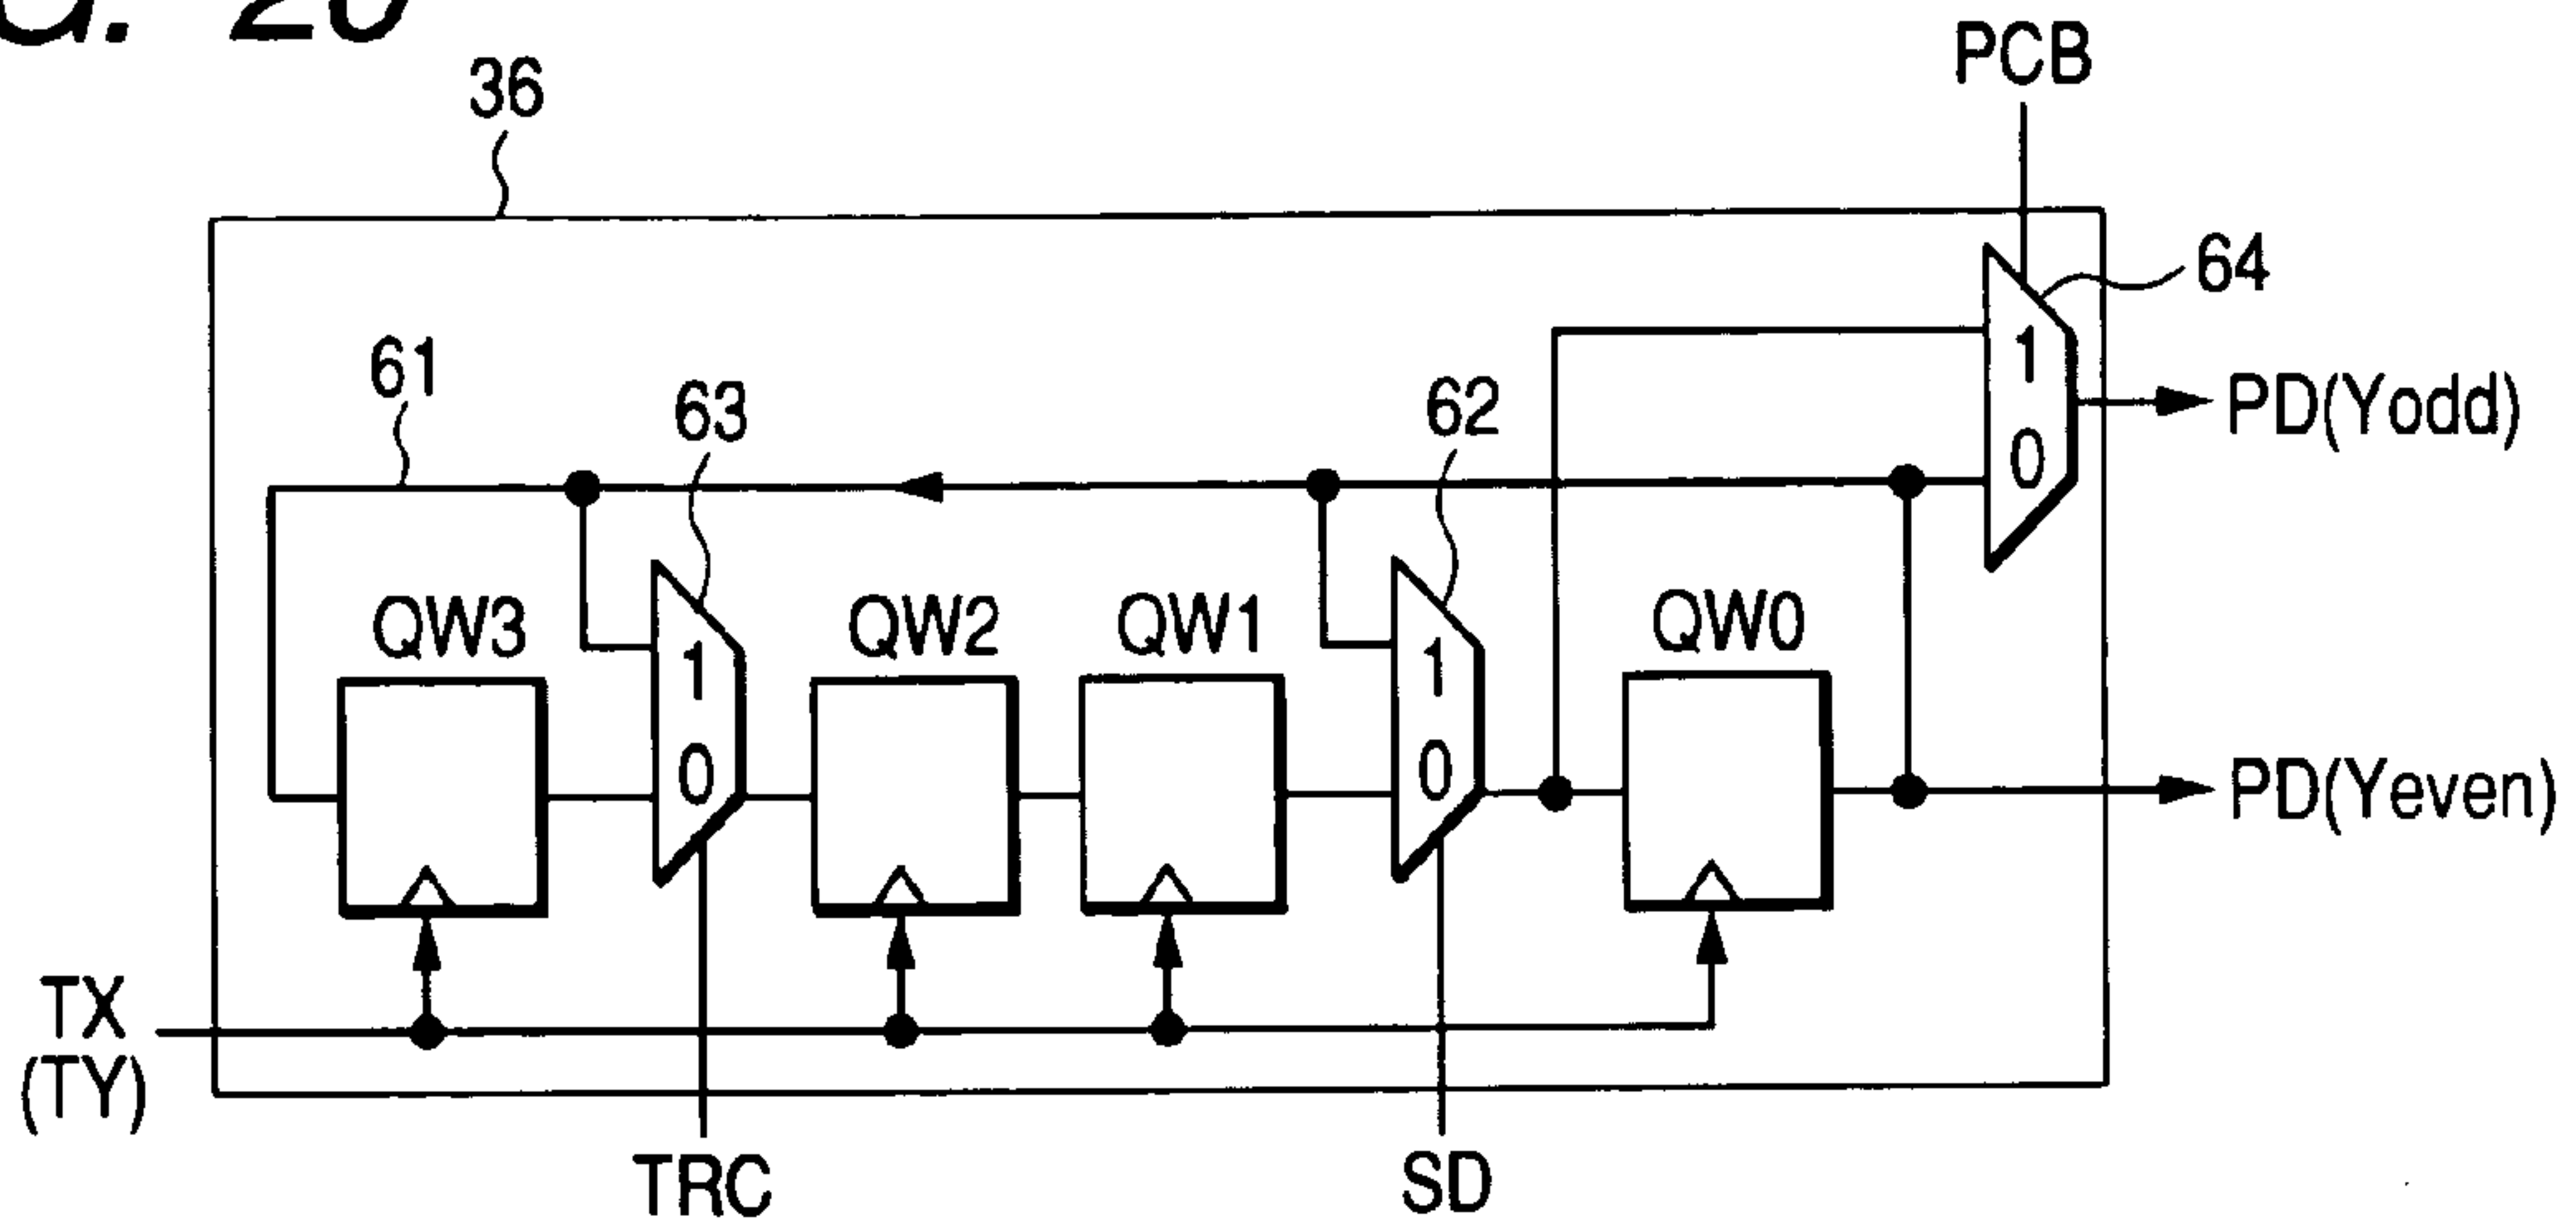 PCB
36
64
1
61
63
62
PD(Yodd)
0
QW3
QW2
QW1
QW0
1
1
0
0
PD(Yeven)
TX
(TY)
TRC
SD